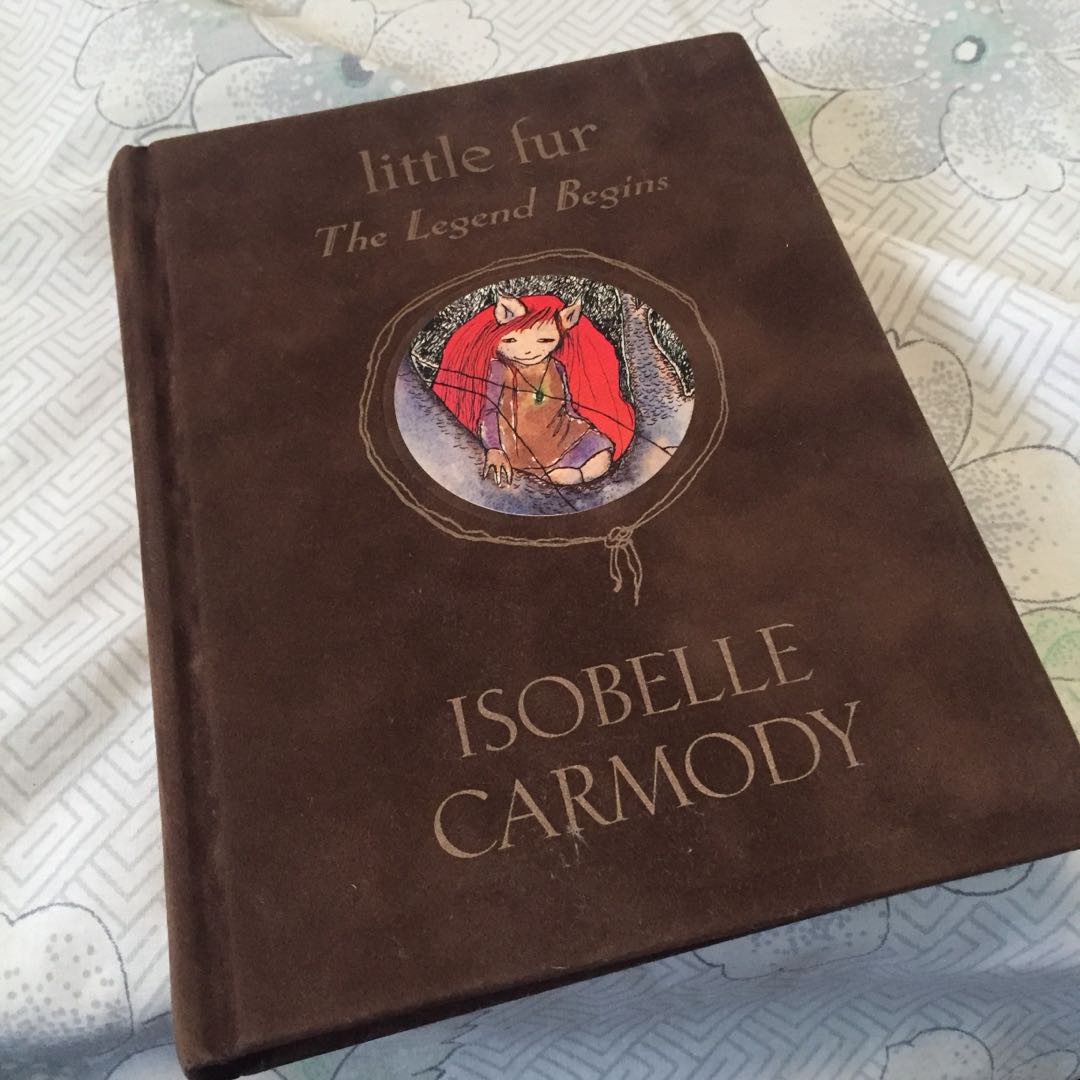 little fur
The Legend Begins
ISOBELLE
CARMODY